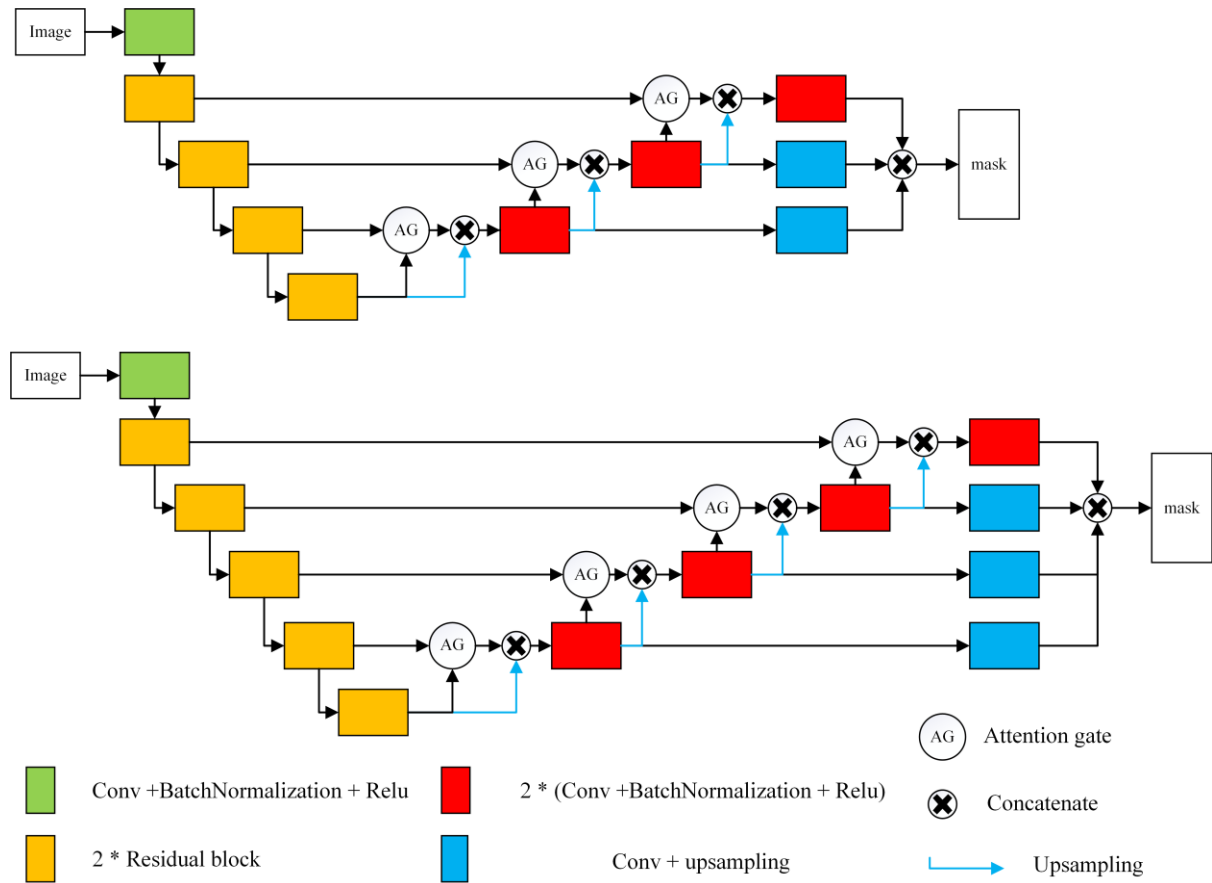 Image
AG
AG
mask
AG
Image
AG
AG
mask
AG
AG
AG Attention gate
Conv +BatchNormalization + Relu
2 * (Conv +BatchNormalization + Relu)
Concatenate
2 * Residual block
Conv + upsampling
Upsampling